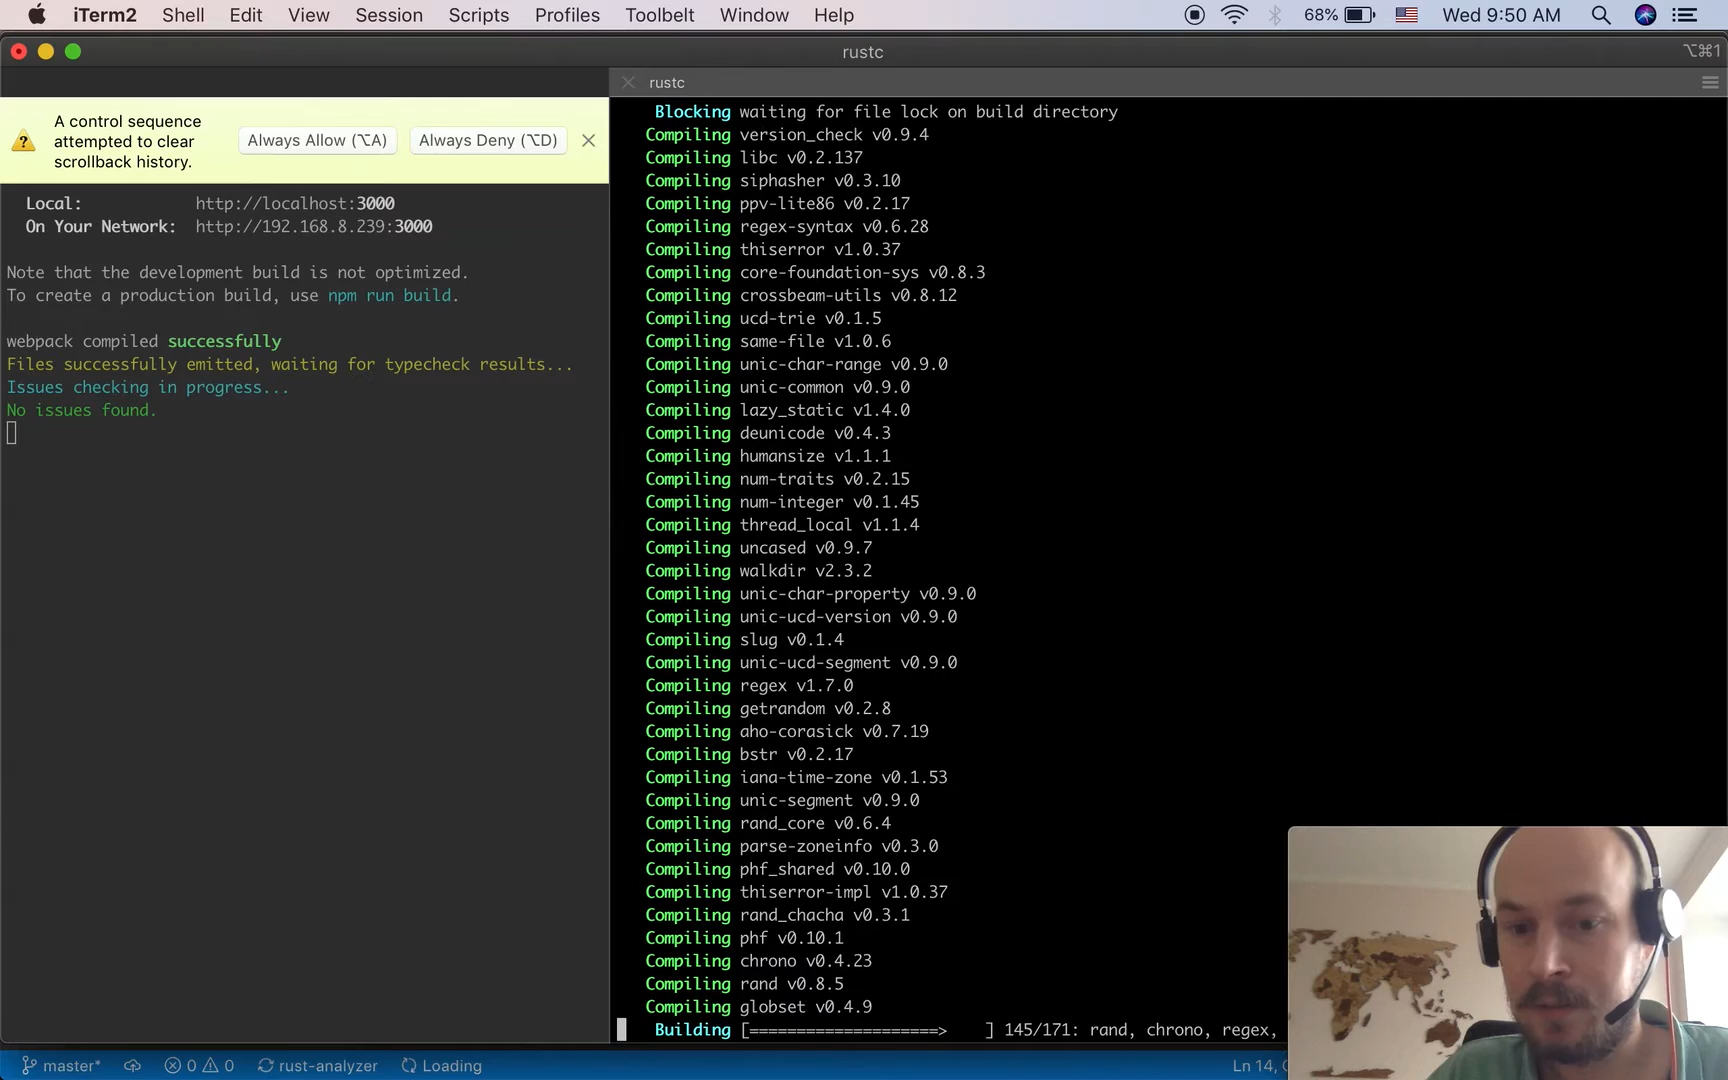 iTerm2 Shell Edit View Session Scripts Profiles Toolbelt Window Help 68% Wed 9:50 AM
rustc ⌥⌘1
rustc
A control sequence
attempted to clear
scrollback history.
Always Allow (⌥A) Always Deny (⌥D)
Local: http://localhost:3000
On Your Network: http://192.168.8.239:3000
Note that the development build is not optimized.
To create a production build, use npm run build.
webpack compiled successfully
Files successfully emitted, waiting for typecheck results...
Issues checking in progress...
No issues found.
Blocking waiting for file lock on build directory
Compiling version_check v0.9.4
Compiling libc v0.2.137
Compiling siphasher v0.3.10
Compiling ppv-lite86 v0.2.17
Compiling regex-syntax v0.6.28
Compiling thiserror v1.0.37
Compiling core-foundation-sys v0.8.3
Compiling crossbeam-utils v0.8.12
Compiling ucd-trie v0.1.5
Compiling same-file v1.0.6
Compiling unic-char-range v0.9.0
Compiling unic-common v0.9.0
Compiling lazy_static v1.4.0
Compiling deunicode v0.4.3
Compiling humansize v1.1.1
Compiling num-traits v0.2.15
Compiling num-integer v0.1.45
Compiling thread_local v1.1.4
Compiling uncased v0.9.7
Compiling walkdir v2.3.2
Compiling unic-char-property v0.9.0
Compiling unic-ucd-version v0.9.0
Compiling slug v0.1.4
Compiling unic-ucd-segment v0.9.0
Compiling regex v1.7.0
Compiling getrandom v0.2.8
Compiling aho-corasick v0.7.19
Compiling bstr v0.2.17
Compiling iana-time-zone v0.1.53
Compiling unic-segment v0.9.0
Compiling rand_core v0.6.4
Compiling parse-zoneinfo v0.3.0
Compiling phf_shared v0.10.0
Compiling thiserror-impl v1.0.37
Compiling rand_chacha v0.3.1
Compiling phf v0.10.1
Compiling chrono v0.4.23
Compiling rand v0.8.5
Compiling globset v0.4.9
Building [====================> ] 145/171: rand, chrono, regex,
master* 0 0 rust-analyzer Loading Ln 14,